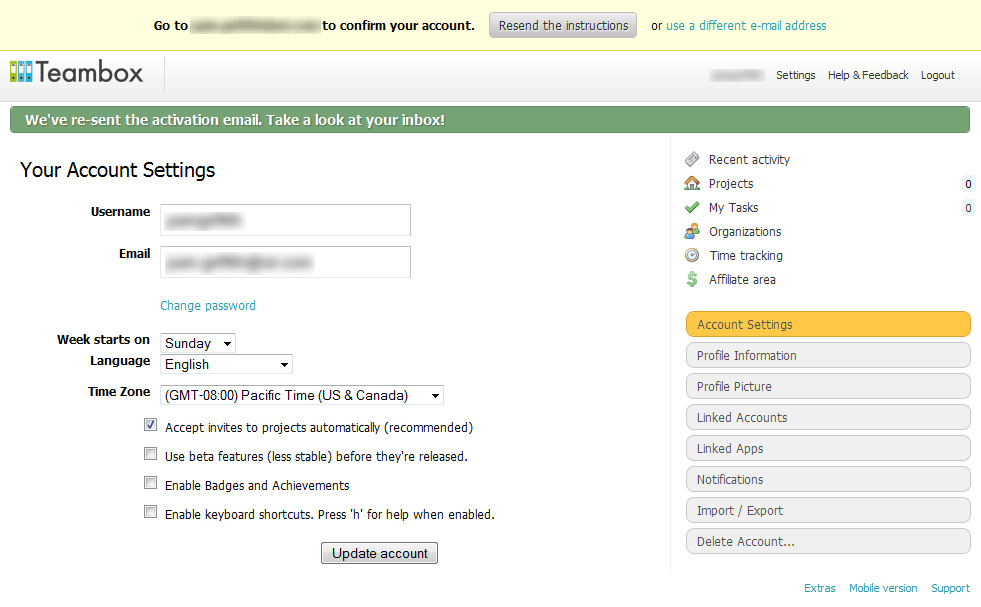 Go to to confirm your account. Resend the instructions or use a different e-mail address
Teambox
Settings Help & Feedback Logout
We've re-sent the activation email. Take a look at your inbox!
Your Account Settings
Username
Email
Change password
Week starts on Sunday
Language English
Time Zone (GMT-08:00) Pacific Time (US & Canada)
Accept invites to projects automatically (recommended)
Use beta features (less stable) before they're released.
Enable Badges and Achievements
Enable keyboard shortcuts. Press 'h' for help when enabled.
Update account
Recent activity
Projects 0
My Tasks 0
Organizations
Time tracking
Affiliate area
Account Settings
Profile Information
Profile Picture
Linked Accounts
Linked Apps
Notifications
Import / Export
Delete Account...
Extras Mobile version Support